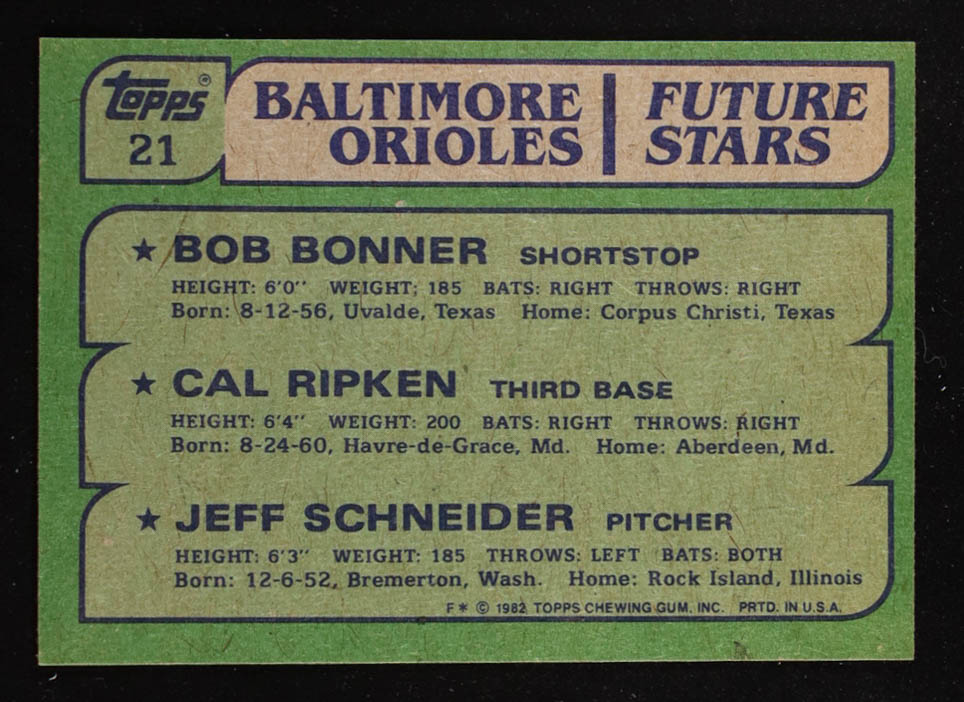 Topps®
21
BALTIMORE ORIOLES
FUTURE STARS
★ BOB BONNER SHORTSTOP
HEIGHT: 6'0'' WEIGHT: 185 BATS: RIGHT THROWS: RIGHT
Born: 8-12-56, Uvalde, Texas Home: Corpus Christi, Texas
★ CAL RIPKEN THIRD BASE
HEIGHT: 6'4'' WEIGHT: 200 BATS: RIGHT THROWS: RIGHT
Born: 8-24-60, Havre-de-Grace, Md. Home: Aberdeen, Md.
★ JEFF SCHNEIDER PITCHER
HEIGHT: 6'3'' WEIGHT: 185 THROWS: LEFT BATS: BOTH
Born: 12-6-52, Bremerton, Wash. Home: Rock Island, Illinois
F* © 1982 TOPPS CHEWING GUM, INC. PRTD. IN U.S.A.